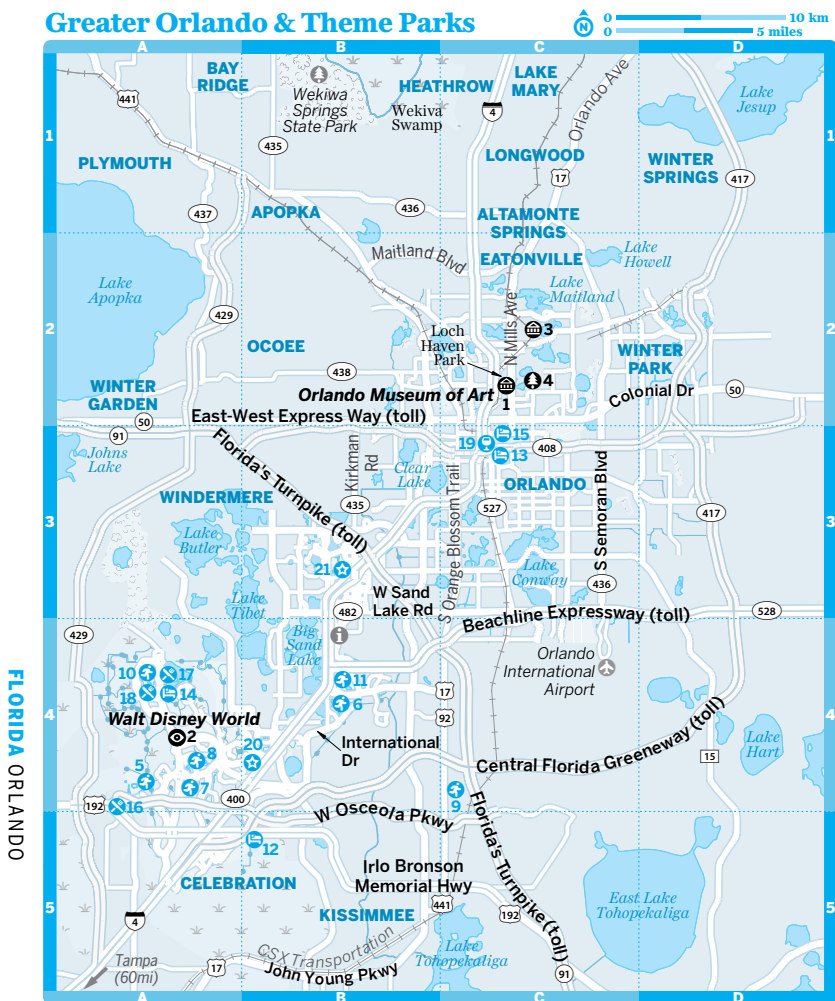 Greater Orlando & Theme Parks
N
0
10 km
0
5 miles
A
B
C
D
BAY
RIDGE
HEATHROW
LAKE
MARY
Orlando Ave
Wekiwa
Springs
State Park
Wekiva
Swamp
Lake
Jesup
441
4
1
435
1
PLYMOUTH
LONGWOOD
WINTER
SPRINGS
17
417
437
APOPKA
436
ALTAMONTE
SPRINGS
Maitland Blvd
EATONVILLE
Lake
Howell
Lake
Apopka
Lake
Maitland
429
N Mills Ave
2
OCOEE
Loch
Haven
Park
3
2
WINTER
PARK
438
4
WINTER
GARDEN
Orlando Museum of Art
1
Colonial Dr
50
50
East-West Express Way (toll)
91
15
19
408
13
Johns
Lake
Florida's Turnpike (toll)
Kirkman
Rd
Clear
Lake
S Orange Blossom Trail
ORLANDO
S Semoran Blvd
WINDERMERE
435
527
417
3
3
Lake
Butler
21
Lake
Conway
436
Lake
Tibet
W Sand
Lake Rd
482
Beachline Expressway (toll)
528
429
Big
Sand
Lake
Orlando
International
Airport
10
17
11
18
14
17
6
92
4
4
Walt Disney World
2
International
Dr
Lake
Hart
8
20
15
5
Central Florida Greeneway (toll)
7
9
400
192
16
W Osceola Pkwy
Florida's Turnpike (toll)
12
Irlo Bronson
Memorial Hwy
CELEBRATION
East Lake
Tohopekaliga
441
192
5
5
KISSIMMEE
4
CSX Transportation
Lake
Tohopekaliga
Tampa
(60mi)
17
John Young Pkwy
91
A
B
C
D
FLORIDA ORLANDO